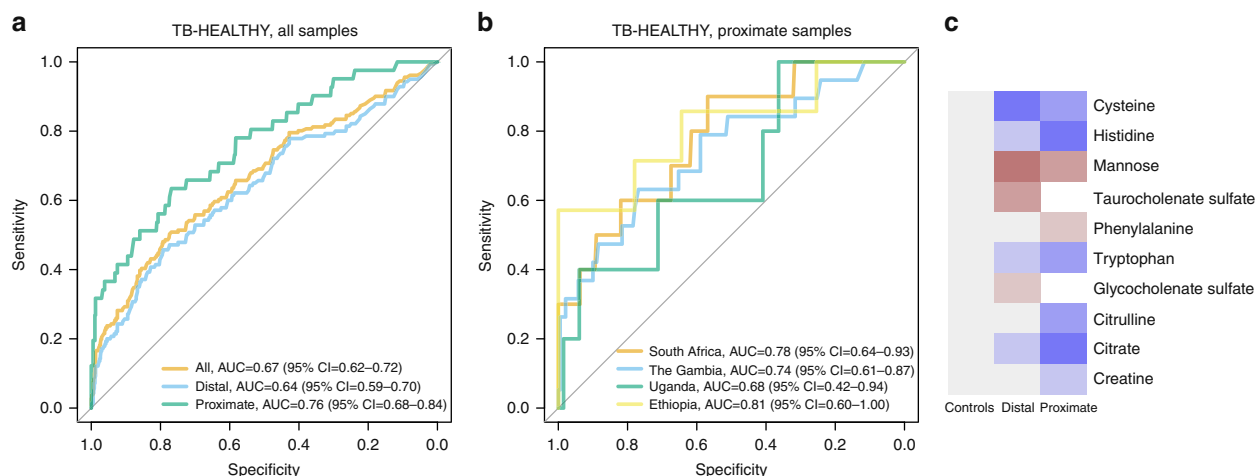 a
TB-HEALTHY, all samples
1.0
0.8
0.6
0.4
0.2
0.0
Sensitivity
All, AUC=0.67 (95% CI=0.62–0.72)
Distal, AUC=0.64 (95% CI=0.59–0.70)
Proximate, AUC=0.76 (95% CI=0.68–0.84)
1.0 0.8 0.6 0.4 0.2 0.0
Specificity
b
TB-HEALTHY, proximate samples
1.0
0.8
0.6
0.4
0.2
0.0
Sensitivity
South Africa, AUC=0.78 (95% CI=0.64–0.93)
The Gambia, AUC=0.74 (95% CI=0.61–0.87)
Uganda, AUC=0.68 (95% CI=0.42–0.94)
Ethiopia, AUC=0.81 (95% CI=0.60–1.00)
1.0 0.8 0.6 0.4 0.2 0.0
Specificity
c
Cysteine
Histidine
Mannose
Taurocholenate sulfate
Phenylalanine
Tryptophan
Glycocholenate sulfate
Citrulline
Citrate
Creatine
Controls Distal Proximate